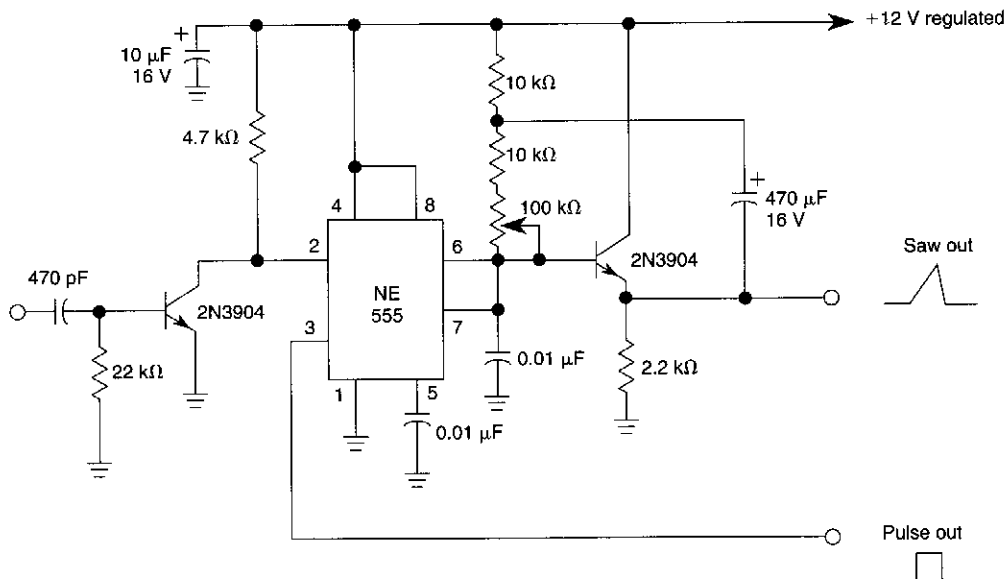 +12 V regulated
+
10 µF
16 V
10 kΩ
4.7 kΩ
10 kΩ
+
470 µF
16 V
4
8
100 kΩ
2
6
2N3904
Saw out
470 pF
2N3904
NE
555
3
7
0.01 µF
22 kΩ
2.2 kΩ
1
5
0.01 µF
Pulse out